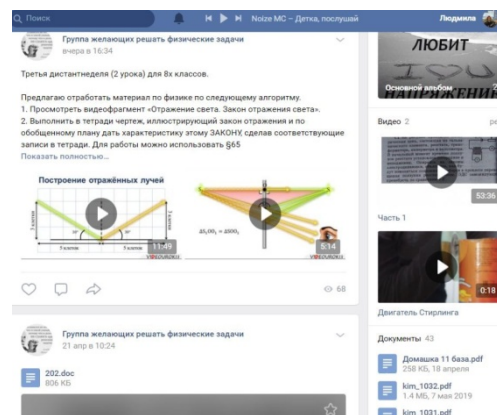 Поиск
Noize MC – Детка, послушай
Людмила
Группа желающих решать физические задачи
вчера в 16:34
Третья дистантнеделя (2 урока) для 8х классов.
Предлагаю отработать материал по физике по следующему алгоритму.
1. Просмотреть видеофрагмент «Отражение света. Закон отражения света».
2. Выполнить в тетради чертеж, иллюстрирующий закон отражения и по
обобщенному плану дать характеристику этому ЗАКОНУ, сделав соответствующие
записи в тетради. Для работы можно использовать §65
Показать полностью…
Построение отражённых лучей
5 клеток
5 клеток
11:49
5:14
68
Группа желающих решать физические задачи
21 апр в 10:24
202.doc
806 КБ
ЛЮБИТ
I U
Основной альбом
НАПРЯЖЕНИЕ
Видео 2
53:36
Часть 1
0:18
Двигатель Стирлинга
Документы 43
Домашка 11 база.pdf
258 КБ, 18 апреля
kim_1032.pdf
1.4 МБ, 7 мая 2019
kim_1031.pdf